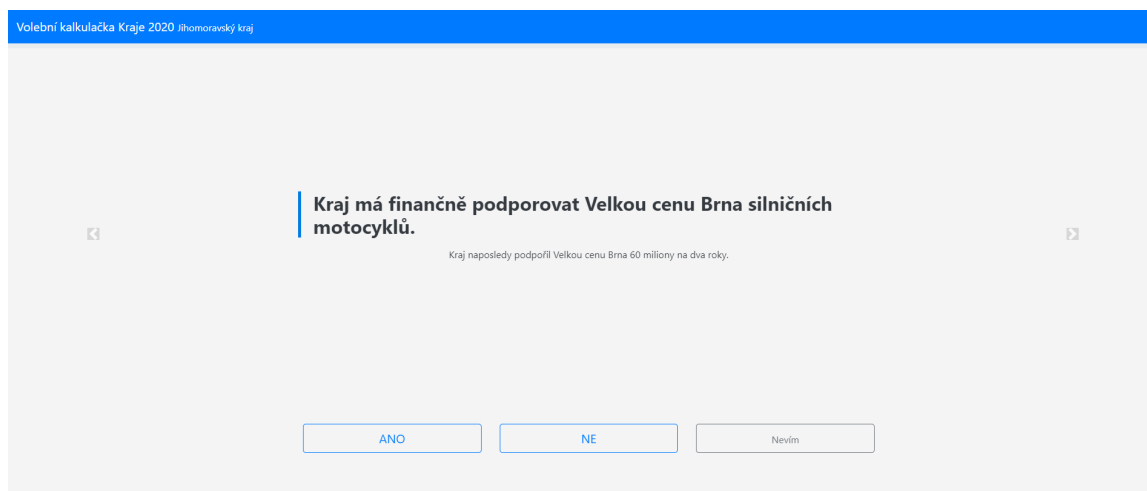 Volební kalkulačka Kraje 2020 Jihomoravský kraj
Kraj má finančně podporovat Velkou cenu Brna silničních
motocyklů.
Kraj naposledy podpořil Velkou cenu Brna 60 miliony na dva roky.
ANO
NE
Nevím